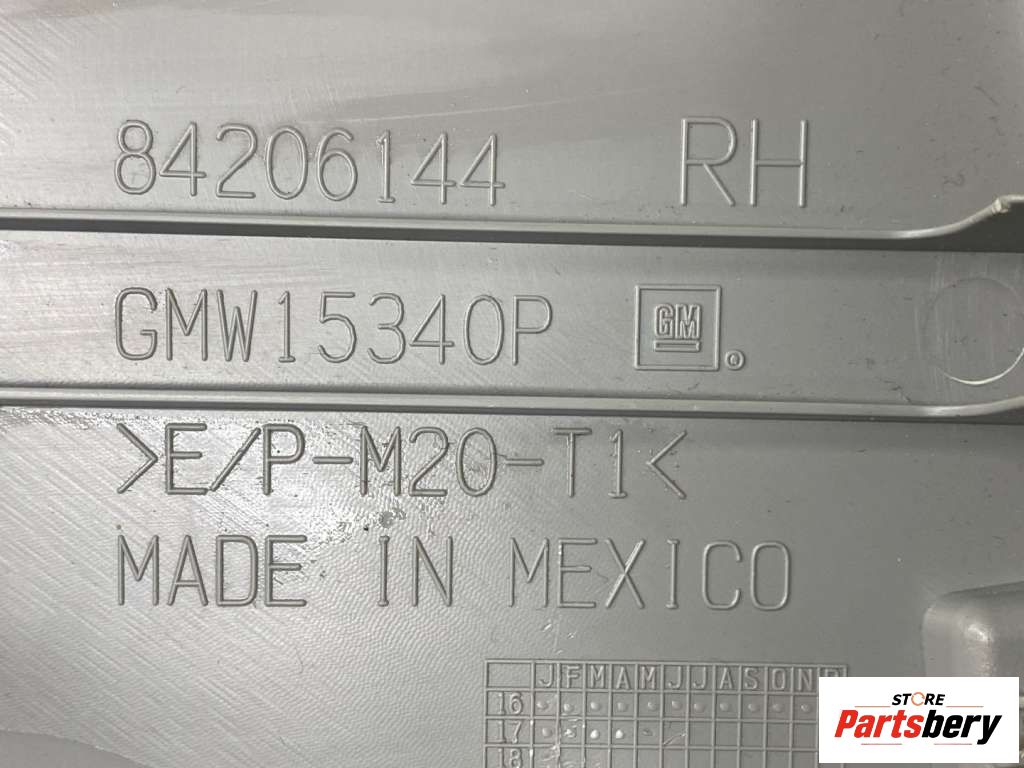 84206144 RH
GMW15340P GM
>E/P-M20-T1<
MADE IN MEXICO
J F M A M J J A S O N D
16
17
18
STORE
Partsbery